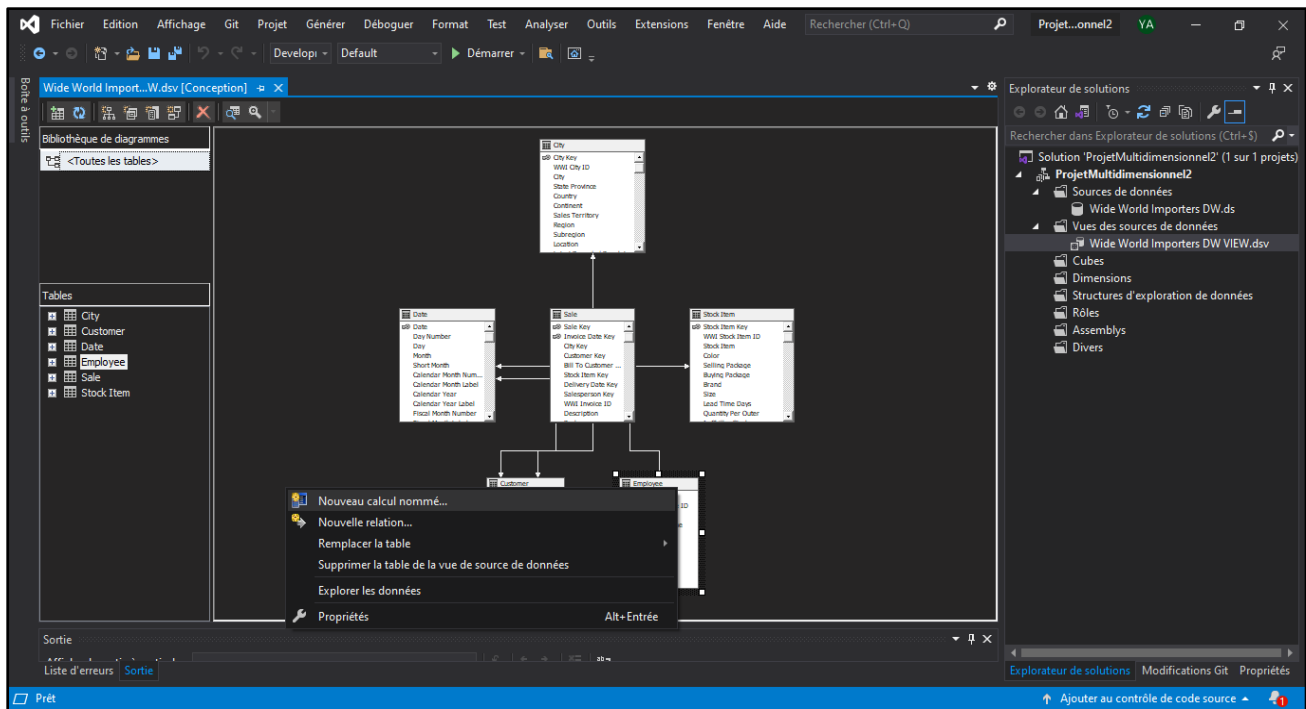 Fichier Edition Affichage Git Projet Générer Déboguer Format Test Analyser Outils Extensions Fenêtre Aide Rechercher (Ctrl+Q) Projet...onnel2 YA
Develop Default Démarrer
Boîte à outils
Wide World Import...W.dsv [Conception]
Bibliothèque de diagrammes
<Toutes les tables>
Tables
City
Customer
Date
Employee
Sale
Stock Item
City
City Key
WWI City ID
City
State Province
Country
Continent
Sales Territory
Region
Subregion
Location
Date
Date
Day Number
Day
Month
Short Month
Calendar Month Num...
Calendar Month Label
Calendar Year
Calendar Year Label
Fiscal Month Number
Sale
Sale Key
Invoice Date Key
City Key
Customer Key
Bill To Customer ...
Stock Item Key
Delivery Date Key
Salesperson Key
WWI Invoice ID
Description
Stock Item
Stock Item Key
WWI Stock Item ID
Stock Item
Color
Selling Package
Buying Package
Brand
Size
Lead Time Days
Quantity Per Outer
Customer
Employee
ID
Nouveau calcul nommé...
Nouvelle relation...
Remplacer la table
Supprimer la table de la vue de source de données
Explorer les données
Propriétés Alt+Entrée
Sortie
Liste d'erreurs Sortie
Explorateur de solutions
Rechercher dans Explorateur de solutions (Ctrl+$)
Solution 'ProjetMultidimensionnel2' (1 sur 1 projets)
ProjetMultidimensionnel2
Sources de données
Wide World Importers DW.ds
Vues des sources de données
Wide World Importers DW VIEW.dsv
Cubes
Dimensions
Structures d'exploration de données
Rôles
Assemblys
Divers
Explorateur de solutions Modifications Git Propriétés
Prêt Ajouter au contrôle de code source 1